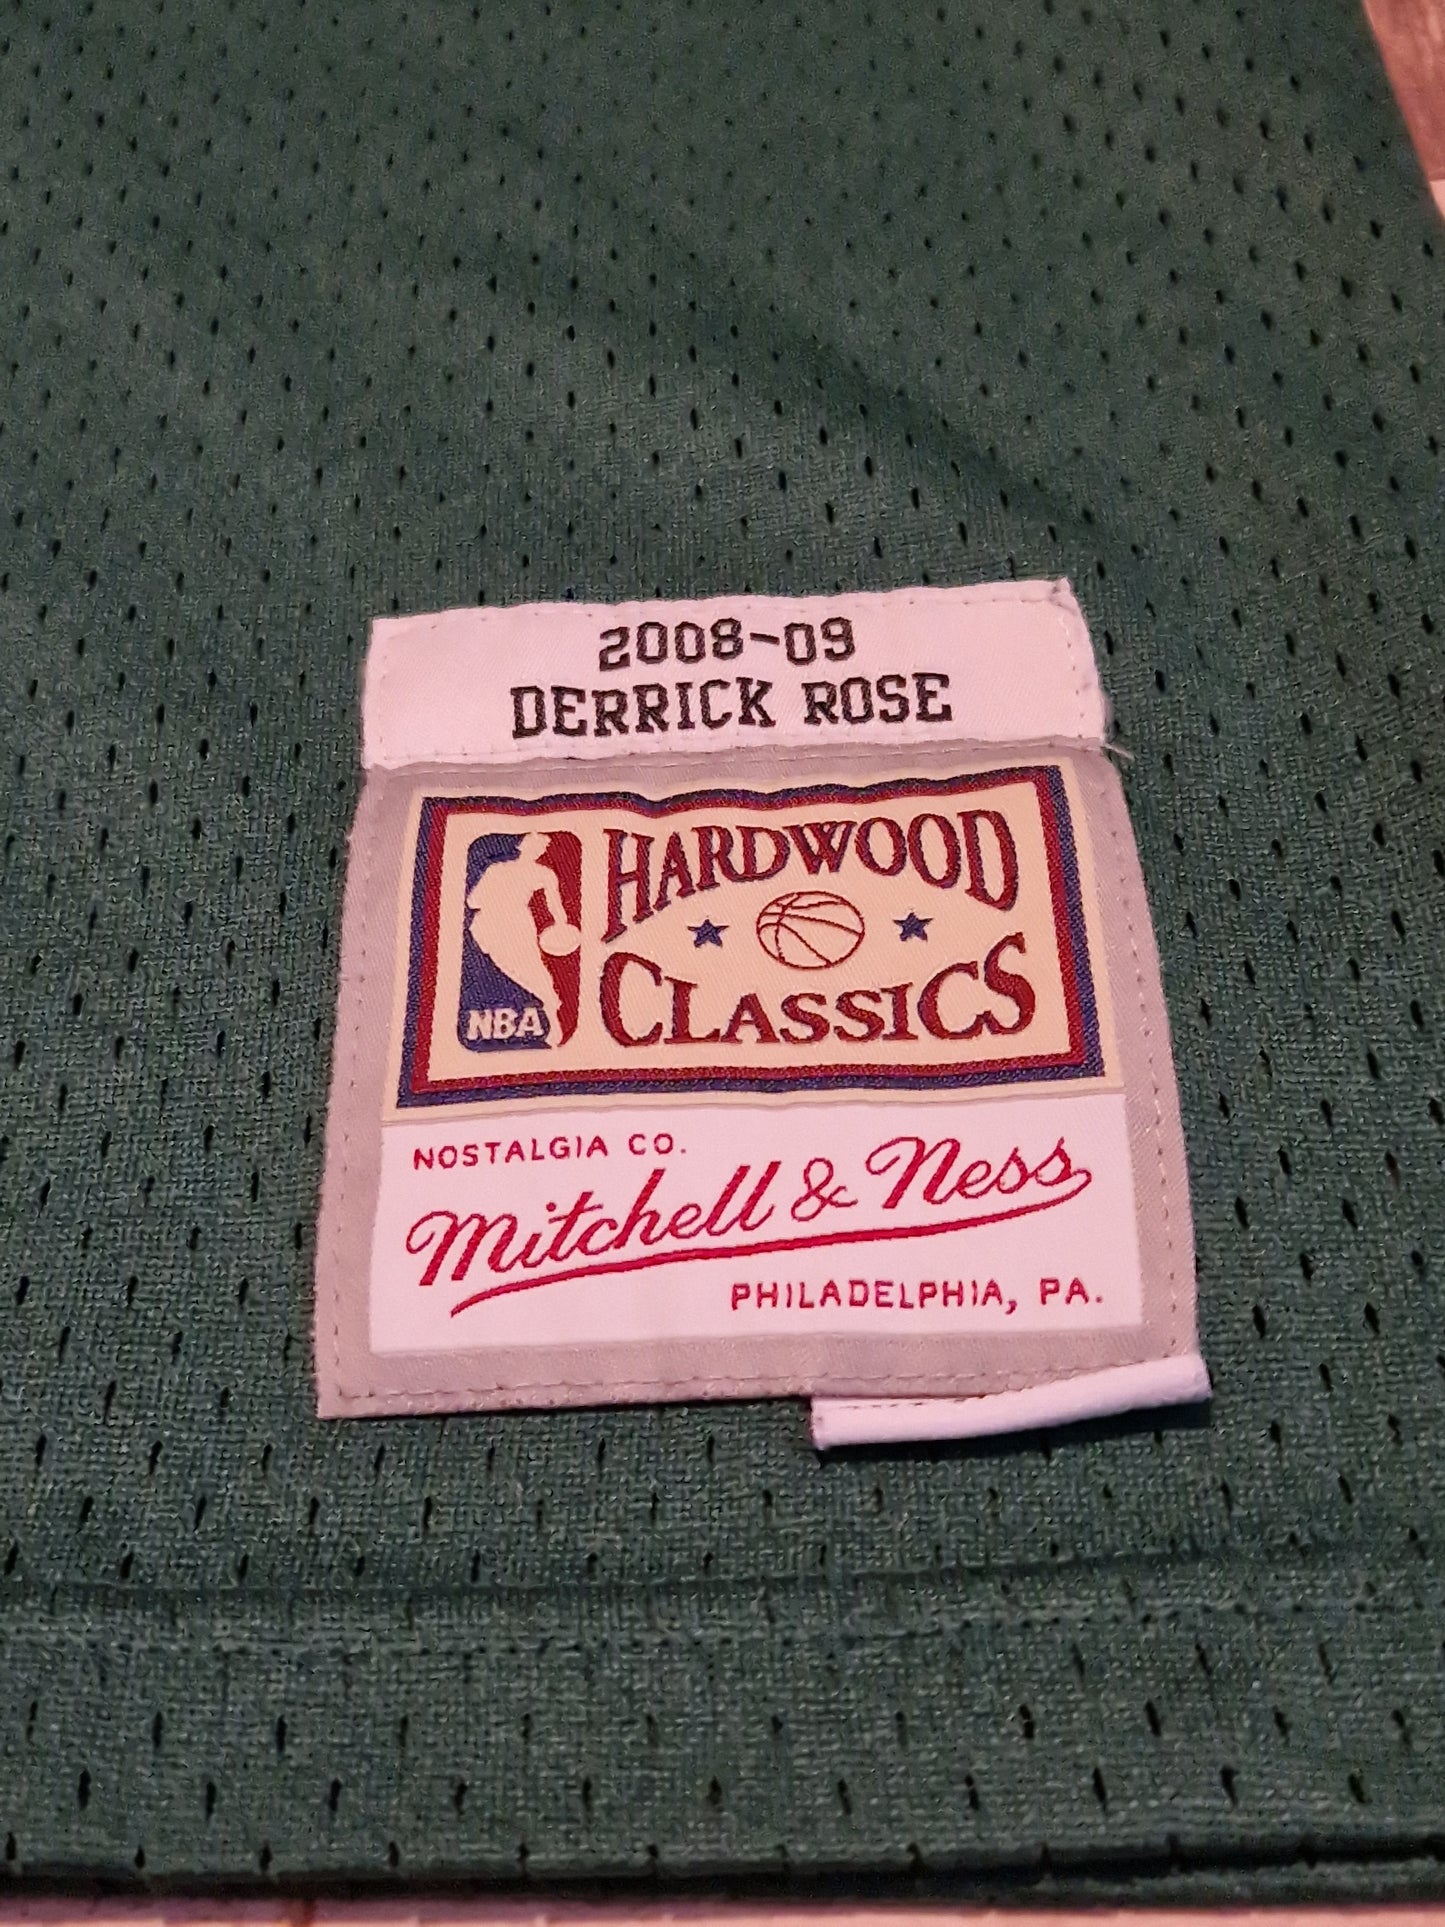 2008-09
DERRICK ROSE
HARDWOOD
CLASSICS
NBA
NOSTALGIA CO.
Mitchell & Ness
PHILADELPHIA, PA.